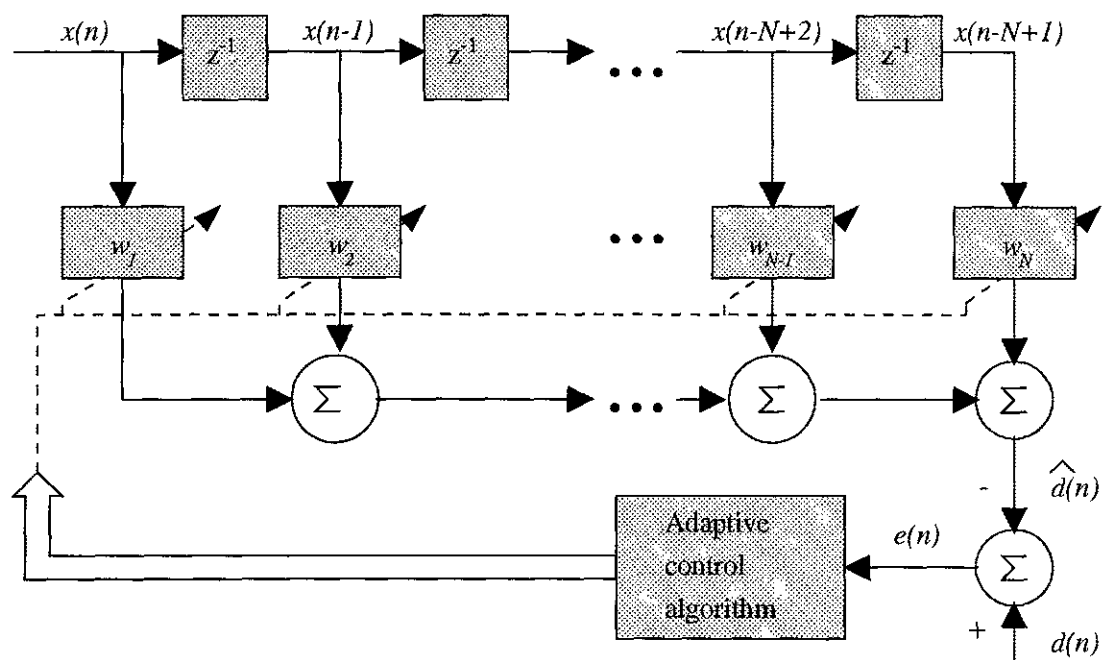 x(n) z⁻¹ x(n-1) z⁻¹ ... x(n-N+2) z⁻¹ x(n-N+1)
w₁ w₂ ... w_{N-1} w_N
Σ ... Σ Σ
- d̂(n)
Adaptive
control
algorithm
e(n)
Σ
+ d(n)